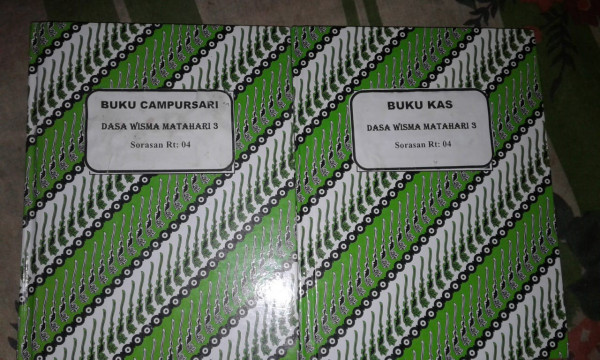 BUKU CAMPURSARI
DASA WISMA MATAHARI 3
Sorasan Rt: 04
BUKU KAS
DASA WISMA MATAHARI 3
Sorasan Rt: 04